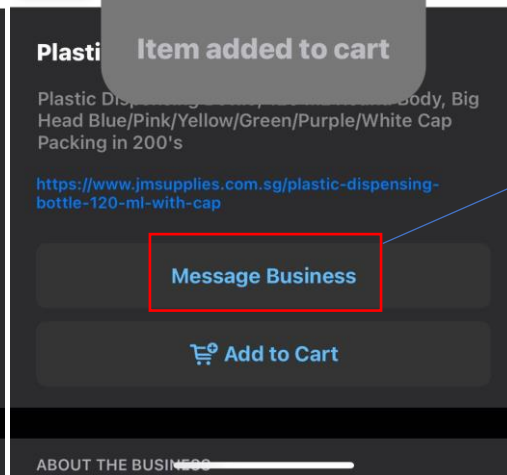 Item added to cart
Plasti
Plastic Body, Big
Head Blue/Pink/Yellow/Green/Purple/White Cap
Packing in 200's
https://www.jmsupplies.com.sg/plastic-dispensing-
bottle-120-ml-with-cap
Message Business
Add to Cart
ABOUT THE BUSINESS